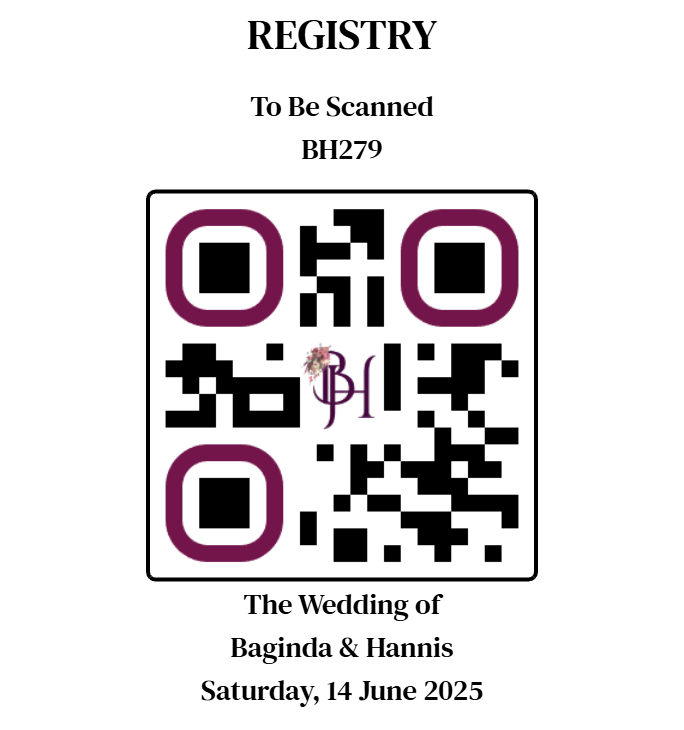 REGISTRY
To Be Scanned
BH279
BH
The Wedding of
Baginda & Hannis
Saturday, 14 June 2025